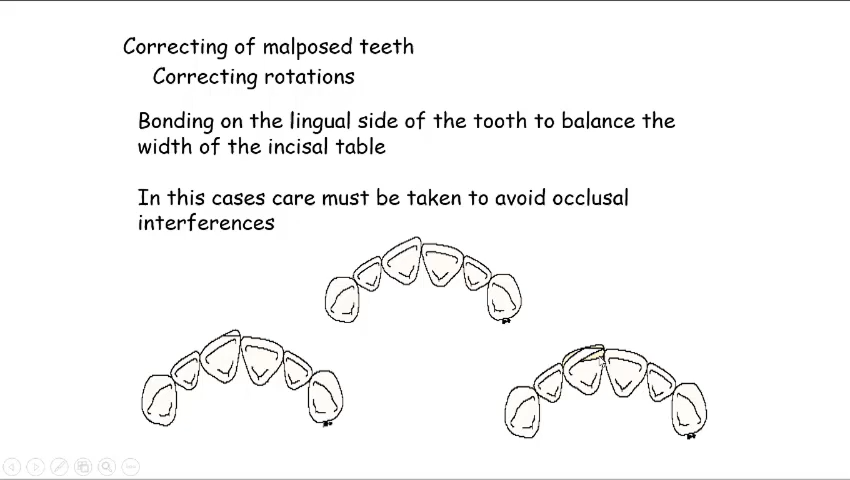 Correcting of malposed teeth
Correcting rotations
Bonding on the lingual side of the tooth to balance the
width of the incisal table
In this cases care must be taken to avoid occlusal
interferences